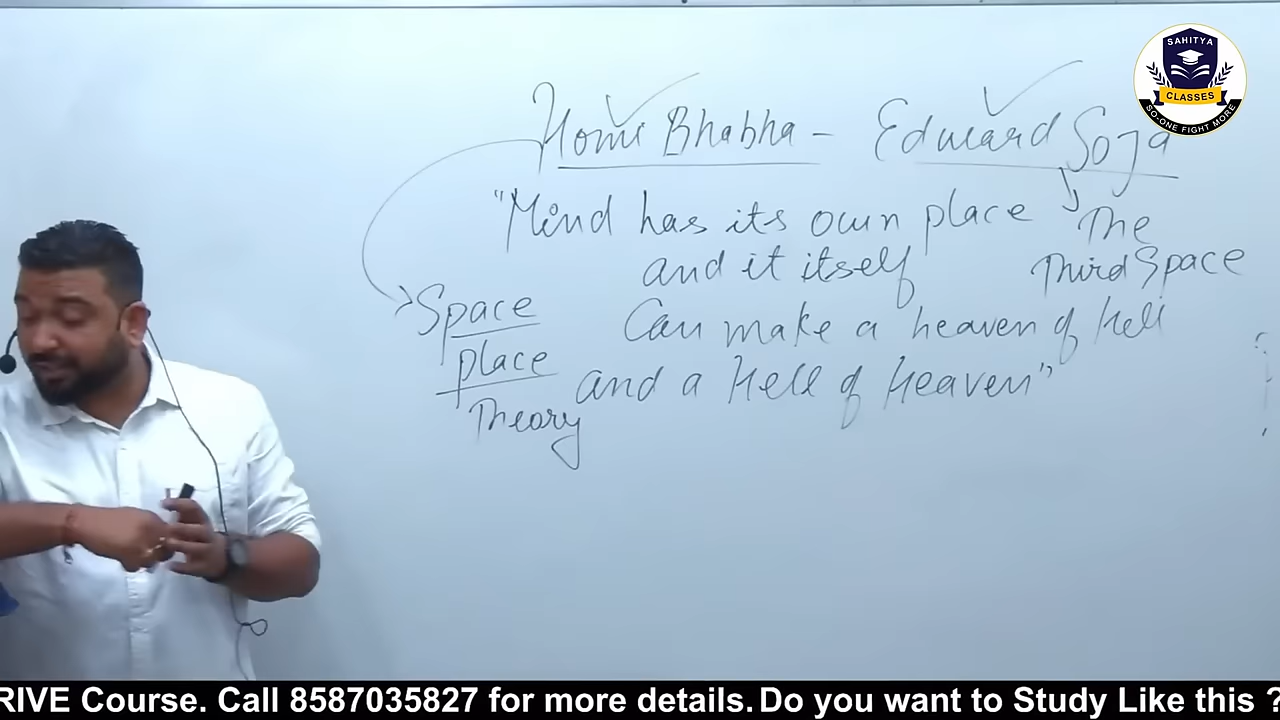 SAHITYA
CLASSES
SO-ONE FIGHT MORE
Homi Bhabha - Edward Soja
"Mind has its own place
and it itself
Can make a heaven of Hell
and a Hell of Heaven"
The
Third Space
Space
place
Theory
RIVE Course. Call 8587035827 for more details. Do you want to Study Like this ?